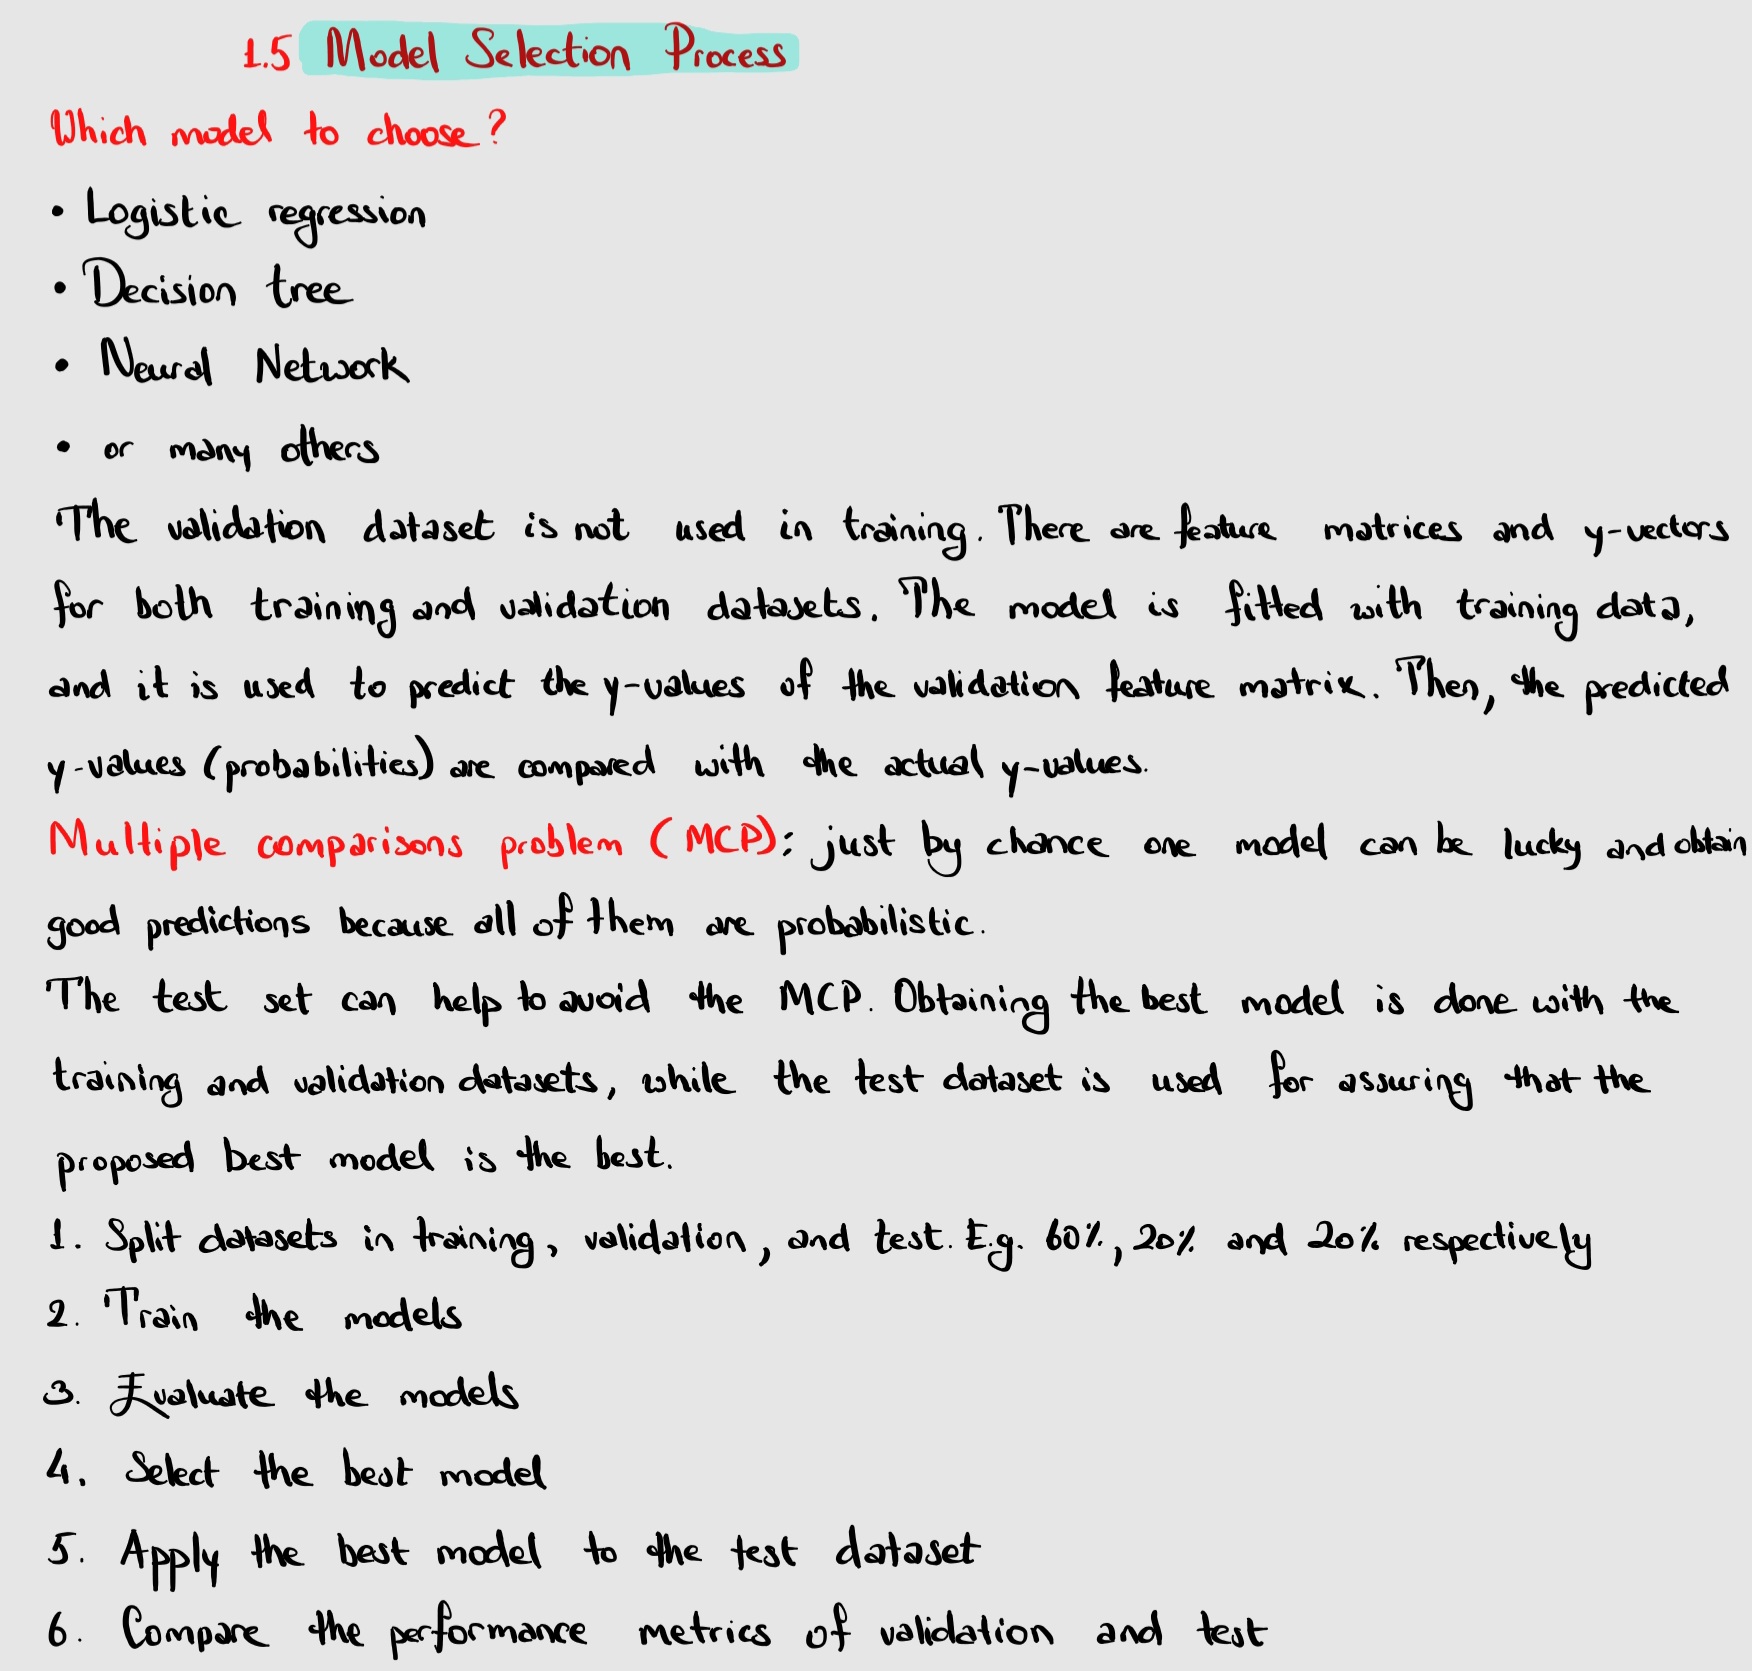 1.5 Model Selection Process
Which model to choose?
• Logistic regression
• Decision tree
• Neural Network
• or many others
The validation dataset is not used in training. There are feature matrices and y-vectors
for both training and validation datasets. The model is fitted with training data,
and it is used to predict the y-values of the validation feature matrix. Then, the predicted
y-values (probabilities) are compared with the actual y-values.
Multiple comparisons problem (MCP): just by chance one model can be lucky and obtain
good predictions because all of them are probabilistic.
The test set can help to avoid the MCP. Obtaining the best model is done with the
training and validation datasets, while the test dataset is used for assuring that the
proposed best model is the best.
1. Split datasets in training, validation, and test. E.g. 60%, 20% and 20% respectively
2. Train the models
3. Evaluate the models
4. Select the best model
5. Apply the best model to the test dataset
6. Compare the performance metrics of validation and test